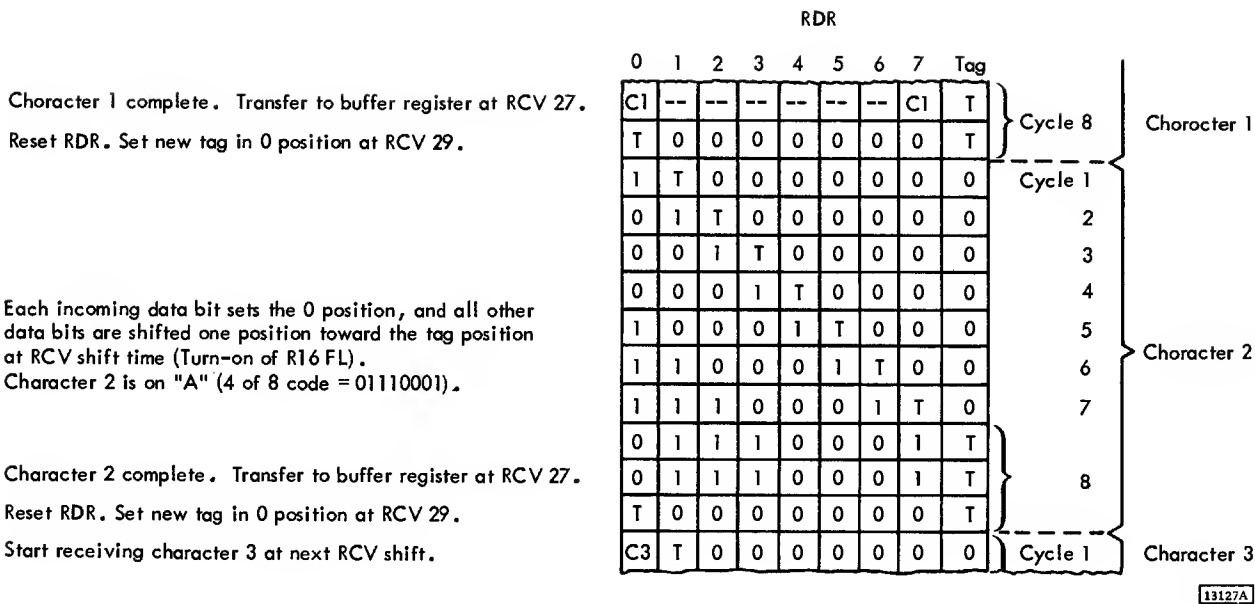 RDR
0 1 2 3 4 5 6 7 Tag
Choracter 1 complete. Transfer to buffer register at RCV 27. C1 -- -- -- -- -- -- C1 T
Cycle 8 Chorocter 1
Reset RDR. Set new tag in 0 position at RCV 29. T 0 0 0 0 0 0 0 T
1 T 0 0 0 0 0 0 0 Cycle 1
0 1 T 0 0 0 0 0 0 2
0 0 1 T 0 0 0 0 0 3
0 0 0 1 T 0 0 0 0 4
Each incoming data bit sets the 0 position, and all other
data bits are shifted one position toward the tag position 1 0 0 0 1 T 0 0 0 5
at RCV shift time (Turn-on of R16 FL). Choracter 2
Character 2 is on "A" (4 of 8 code = 01110001). 1 1 0 0 0 1 T 0 0 6
1 1 1 0 0 0 1 T 0 7
0 1 1 1 0 0 0 1 T
Character 2 complete. Transfer to buffer register at RCV 27. 0 1 1 1 0 0 0 1 T 8
Reset RDR. Set new tag in 0 position at RCV 29. T 0 0 0 0 0 0 0 T
Start receiving character 3 at next RCV shift. C3 T 0 0 0 0 0 0 0 Cycle 1 Character 3
13127A